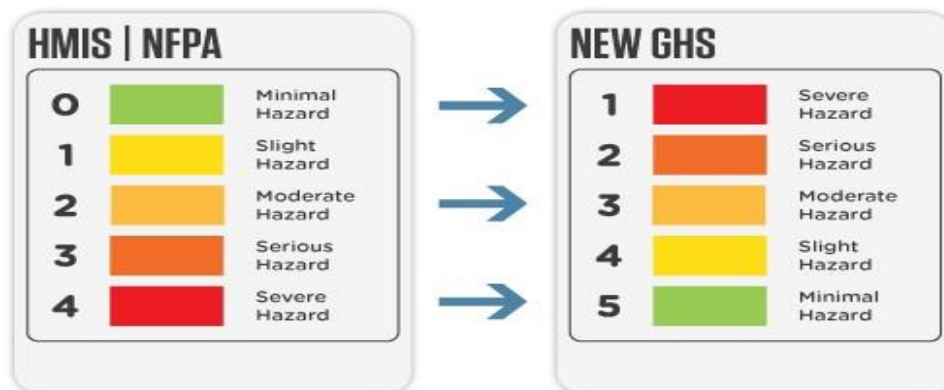 HMIS | NFPA
0 Minimal
Hazard
1 Slight
Hazard
2 Moderate
Hazard
3 Serious
Hazard
4 Severe
Hazard
NEW GHS
1 Severe
Hazard
2 Serious
Hazard
3 Moderate
Hazard
4 Slight
Hazard
5 Minimal
Hazard